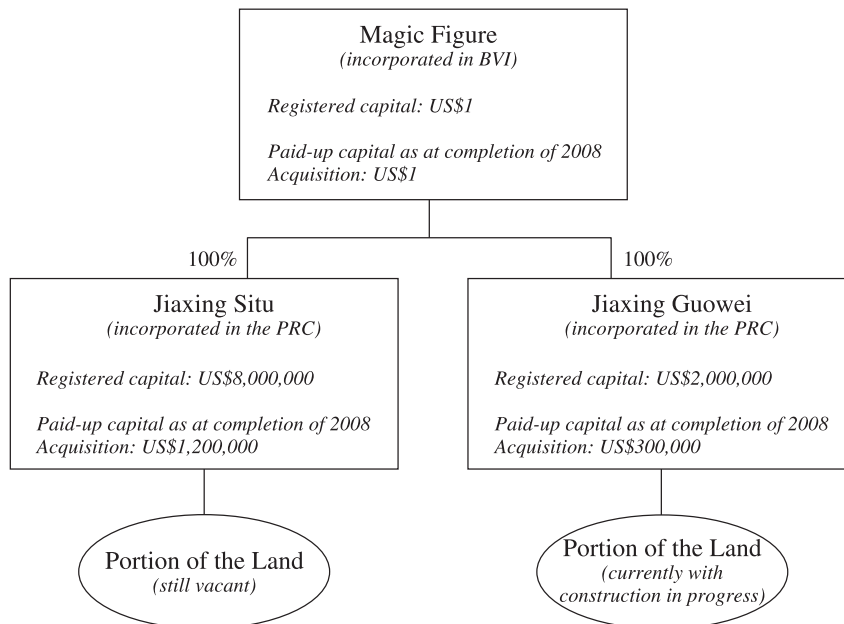 Magic Figure
(incorporated in BVI)
Registered capital: US$1
Paid-up capital as at completion of 2008
Acquisition: US$1
100%
100%
Jiaxing Situ
(incorporated in the PRC)
Registered capital: US$8,000,000
Paid-up capital as at completion of 2008
Acquisition: US$1,200,000
Jiaxing Guowei
(incorporated in the PRC)
Registered capital: US$2,000,000
Paid-up capital as at completion of 2008
Acquisition: US$300,000
Portion of the Land
(still vacant)
Portion of the Land
(currently with
construction in progress)